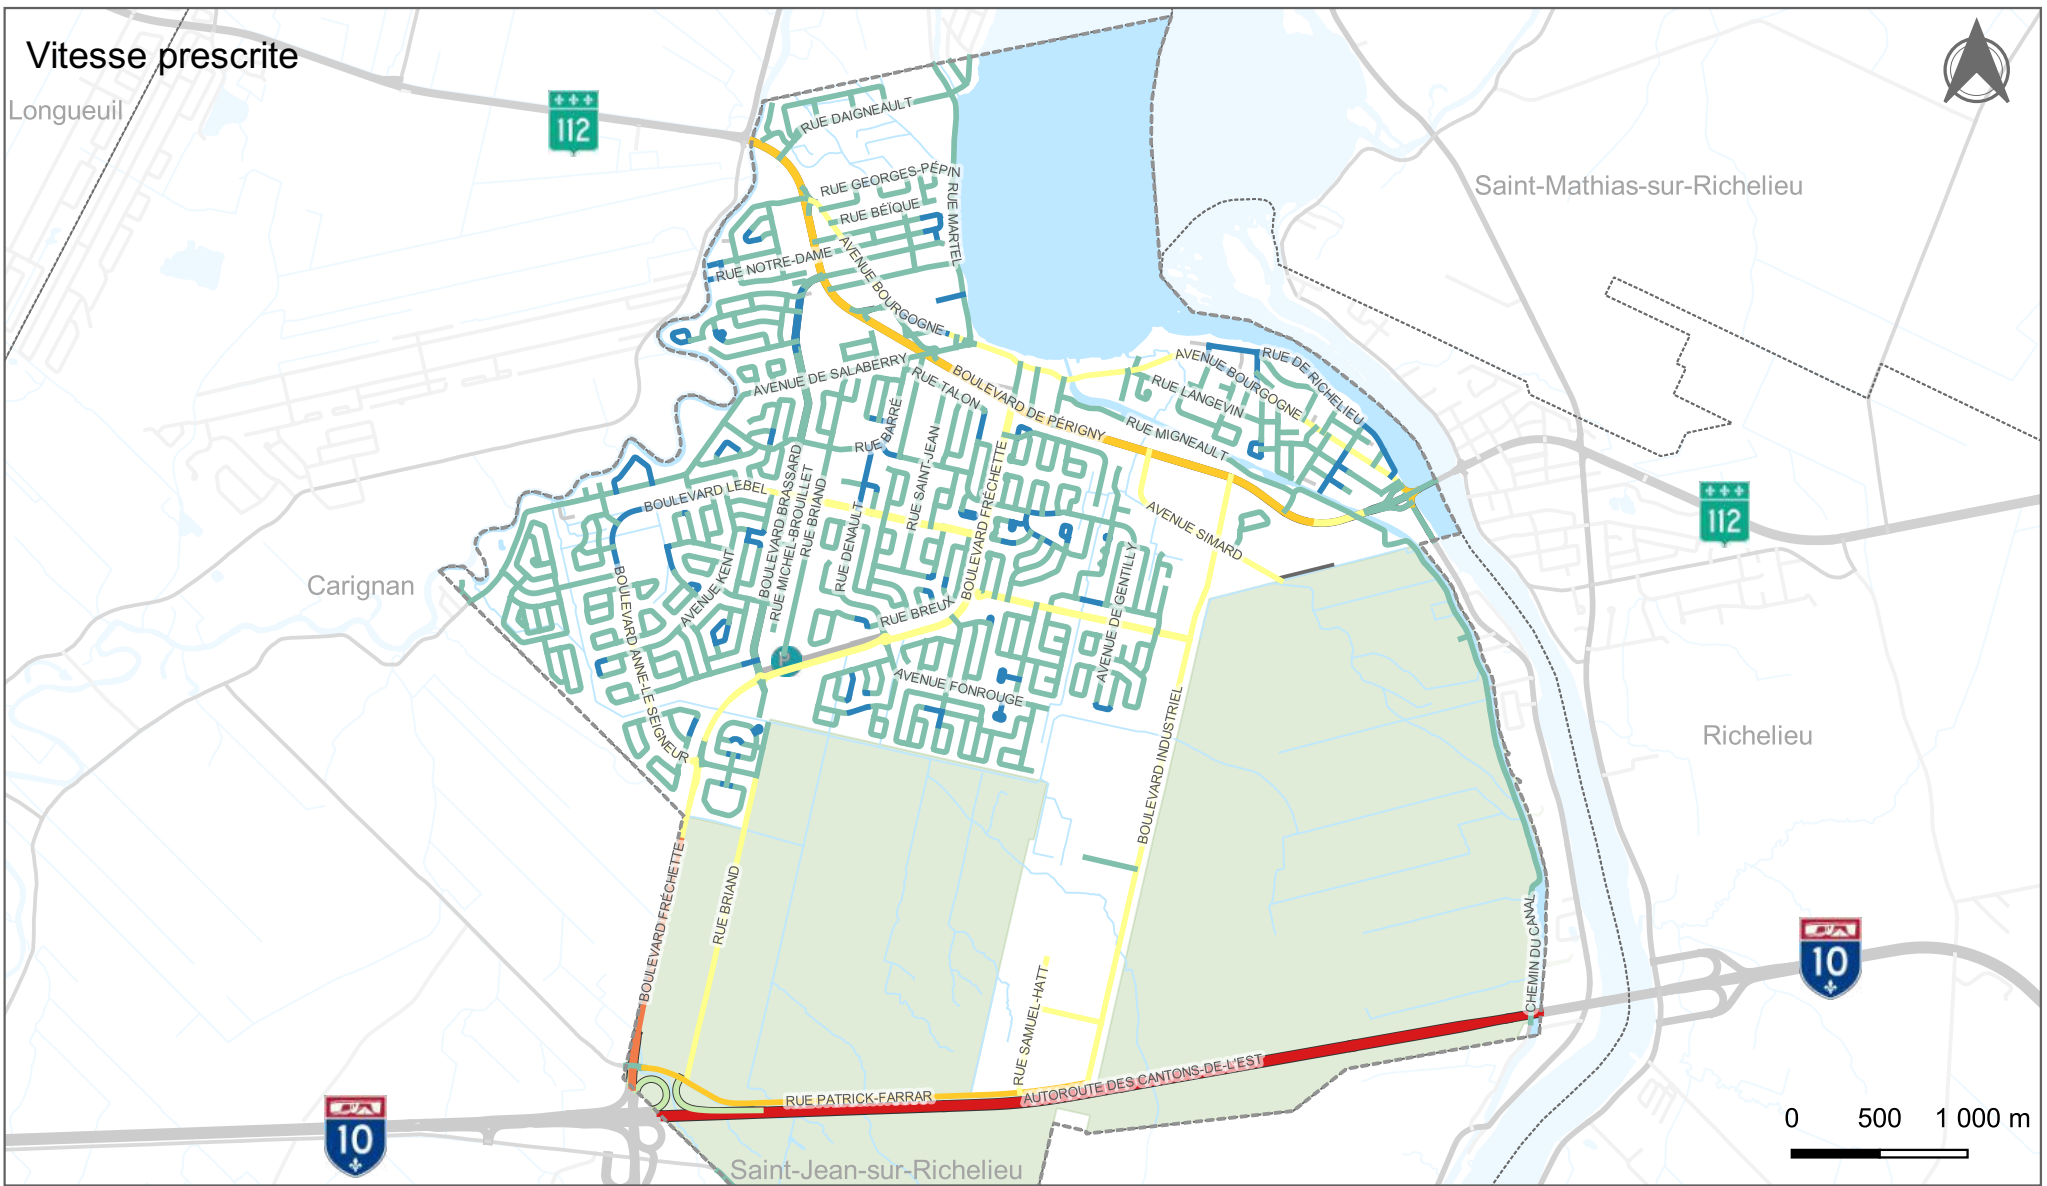 Vitesse prescrite
Longueuil
112
RUE DAIGNEAULT
RUE GEORGES-PÉPIN
RUE BÉÏQUE
RUE MARTEL
Saint-Mathias-sur-Richelieu
RUE NOTRE-DAME
AVENUE BOURGOGNE
AVENUE DE SALABERRY
RUE TALON
BOULEVARD DE PÉRIGNY
AVENUE BOURGOGNE
RUE DE RICHELIEU
RUE LANGEVIN
RUE MIGNEAULT
RUE BARRÉ
RUE SAINT-JEAN
BOULEVARD FRÉCHETTE
BOULEVARD LEBEL
BOULEVARD BRASSARD
RUE MICHEL-BROUILLET
RUE BRIAND
RUE DENAULT
AVENUE SIMARD
112
Carignan
AVENUE KENT
BOULEVARD ANNE-LE SEIGNEUR
RUE BREUX
AVENUE DE GENTILLY
P
AVENUE FONROUGE
BOULEVARD INDUSTRIEL
Richelieu
BOULEVARD FRÉCHETTE
RUE BRIAND
CHEMIN DU CANAL
10
RUE SAMUEL-HATT
AUTOROUTE DES CANTONS-DE-L'EST
RUE PATRICK-FARRAR
10
0 500 1 000 m
Saint-Jean-sur-Richelieu